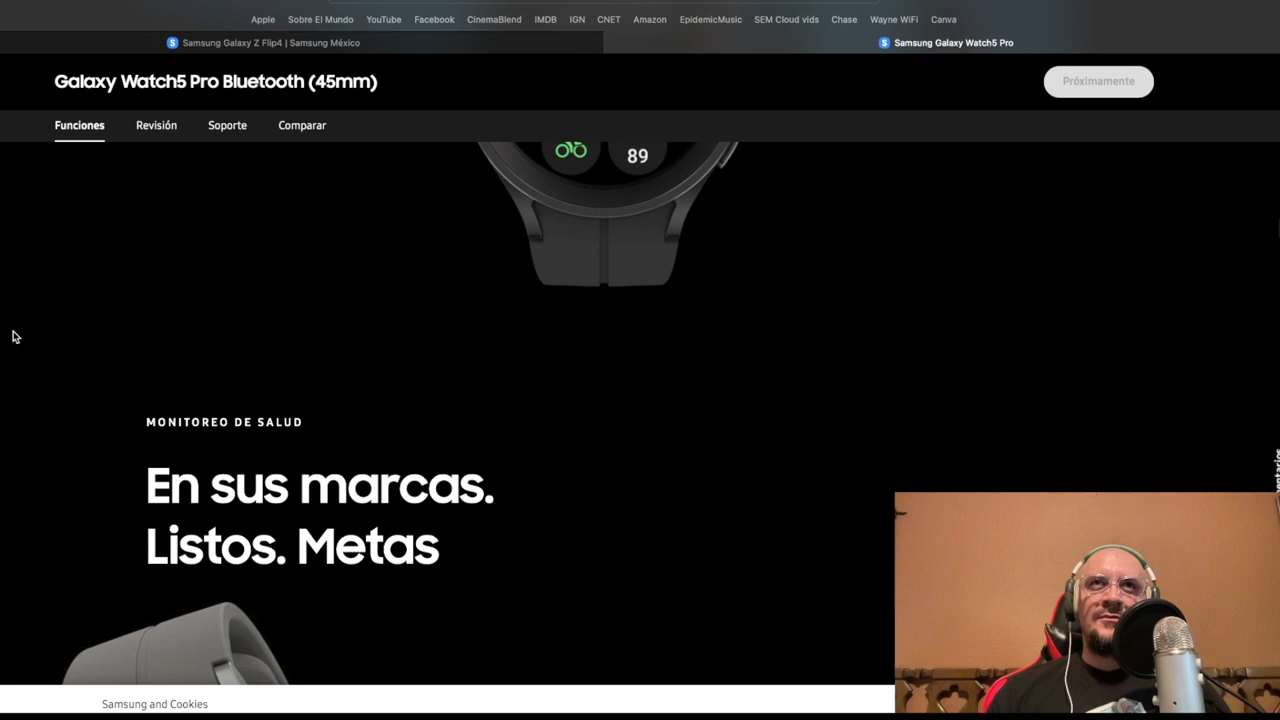 Apple Sobre El Mundo YouTube Facebook CinemaBlend IMDB IGN CNET Amazon EpidemicMusic SEM Cloud vids Chase Wayne WiFi Canva
S Samsung Galaxy Z Flip4 | Samsung México
S Samsung Galaxy Watch5 Pro
Galaxy Watch5 Pro Bluetooth (45mm)
Próximamente
Funciones Revisión Soporte Comparar
89
MONITOREO DE SALUD
En sus marcas.
Listos. Metas
Samsung and Cookies